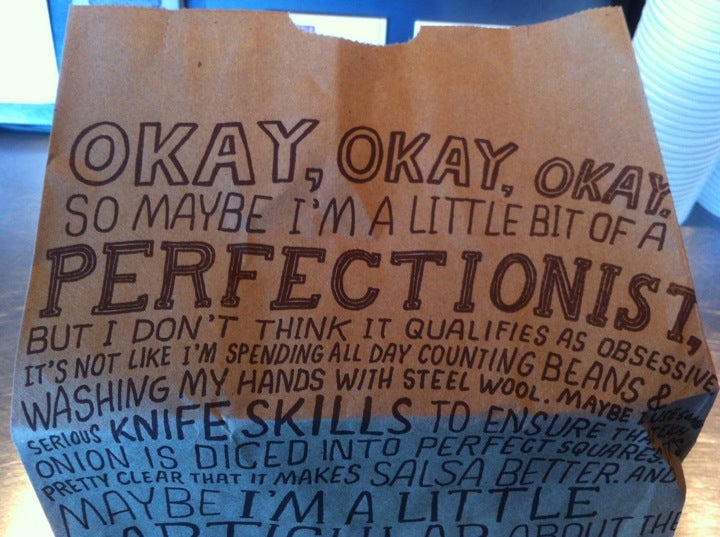 OKAY, OKAY, OKAY.
SO MAYBE I'M A LITTLE BIT OF A
PERFECTIONIST,
BUT I DON'T THINK IT QUALIFIES AS OBSESSIVE
IT'S NOT LIKE I'M SPENDING ALL DAY COUNTING BEANS &
WASHING MY HANDS WITH STEEL WOOL. MAYBE
SERIOUS KNIFE SKILLS TO ENSURE
ONION IS DICED INTO PERFECT SQUARES
PRETTY CLEAR THAT IT MAKES SALSA BETTER. AND
MAYBE I'M A LITTLE
ABOUT THE